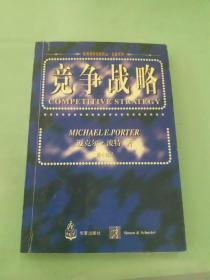 竞争战略
COMPETITIVE STRATEGY
MICHAEL E.PORTER
迈克尔·波特 著
华夏出版社
Simon & Schuster